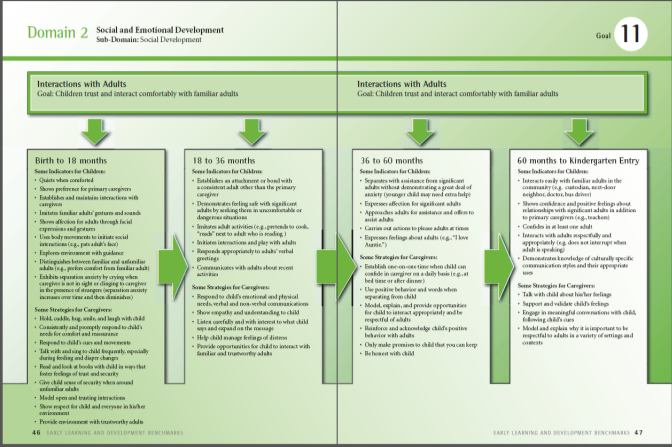 Domain 2
Social and Emotional Development
Sub-Domain: Social Development
Goal 11
Interactions with Adults
Goal: Children trust and interact comfortably with familiar adults
Interactions with Adults
Goal: Children trust and interact comfortably with familiar adults
Birth to 18 months
Some Indicators for Children:
• Quiets when comforted
• Shows preference for primary caregivers
• Establishes and maintains interactions with
caregivers
• Imitates familiar adults' gestures and sounds
• Shows affection for adults through facial
expressions and gestures
• Uses body movements to initiate social
interactions (e.g., pats adult's face)
• Explores environment with guidance
• Distinguishes between familiar and unfamiliar
adults (e.g., prefers comfort from familiar adult)
• Exhibits separation anxiety by crying when
caregiver is not in sight or clinging to caregiver
in the presence of strangers (separation anxiety
increases over time and then diminishes)
Some Strategies for Caregivers:
• Hold, cuddle, hug, smile, and laugh with child
• Consistently and promptly respond to child's
needs for comfort and reassurance
• Respond to child's cues and movements
• Talk with and sing to child frequently, especially
during feeding and diaper changes
• Read and look at books with child in ways that
foster feelings of trust and security
• Give child sense of security when around
unfamiliar adults
• Model open and trusting interactions
• Show respect for child and everyone in his/her
environment
• Provide environment with trustworthy adults
18 to 36 months
Some Indicators for Children:
• Establishes an attachment or bond with
a consistent adult other than the primary
caregiver
• Demonstrates feeling safe with significant
adults by seeking them in uncomfortable or
dangerous situations
• Imitates adult activities (e.g., pretends to cook,
"reads" next to adult who is reading.)
• Initiates interactions and play with adults
• Responds appropriately to adults' verbal
greetings
• Communicates with adults about recent
activities
Some Strategies for Caregivers:
• Respond to child's emotional and physical
needs, verbal and non-verbal communications
• Show empathy and understanding to child
• Listen carefully and with interest to what child
says and expand on the message
• Help child manage feelings of distress
• Provide opportunities for child to interact with
familiar and trustworthy adults
36 to 60 months
Some Indicators for Children:
• Separates with assistance from significant
adults without demonstrating a great deal of
anxiety (younger child may need extra help)
• Expresses affection for significant adults
• Approaches adults for assistance and offers to
assist adults
• Carries out actions to please adults at times
• Expresses feelings about adults (e.g., "I love
Auntie.")
Some Strategies for Caregivers:
• Establish one-on-one time when child can
confide in caregiver on a daily basis (e.g., at
bed time or after dinner)
• Use positive behavior and words when
separating from child
• Model, explain, and provide opportunities
for child to interact appropriately and be
respectful of adults
• Reinforce and acknowledge child's positive
behavior with adults
• Only make promises to child that you can keep
• Be honest with child
60 months to Kindergarten Entry
Some Indicators for Children:
• Interacts easily with familiar adults in the
community (e.g. custodian, next-door
neighbor, doctor, bus driver)
• Shows confidence and positive feelings about
relationships with significant adults in addition
to primary caregiver (e.g., teachers)
• Confides in at least one adult
• Interacts with adults respectfully and
appropriately (e.g. does not interrupt when
adult is speaking)
• Demonstrates knowledge of culturally specific
communication styles and their appropriate
uses
Some Strategies for Caregivers:
• Talk with child about his/her feelings
• Support and validate child's feelings
• Engage in meaningful conversations with child,
following child's cues
• Model and explain why it is important to be
respectful to adults in a variety of settings and
contexts
46 EARLY LEARNING AND DEVELOPMENT BENCHMARKS
EARLY LEARNING AND DEVELOPMENT BENCHMARKS 47